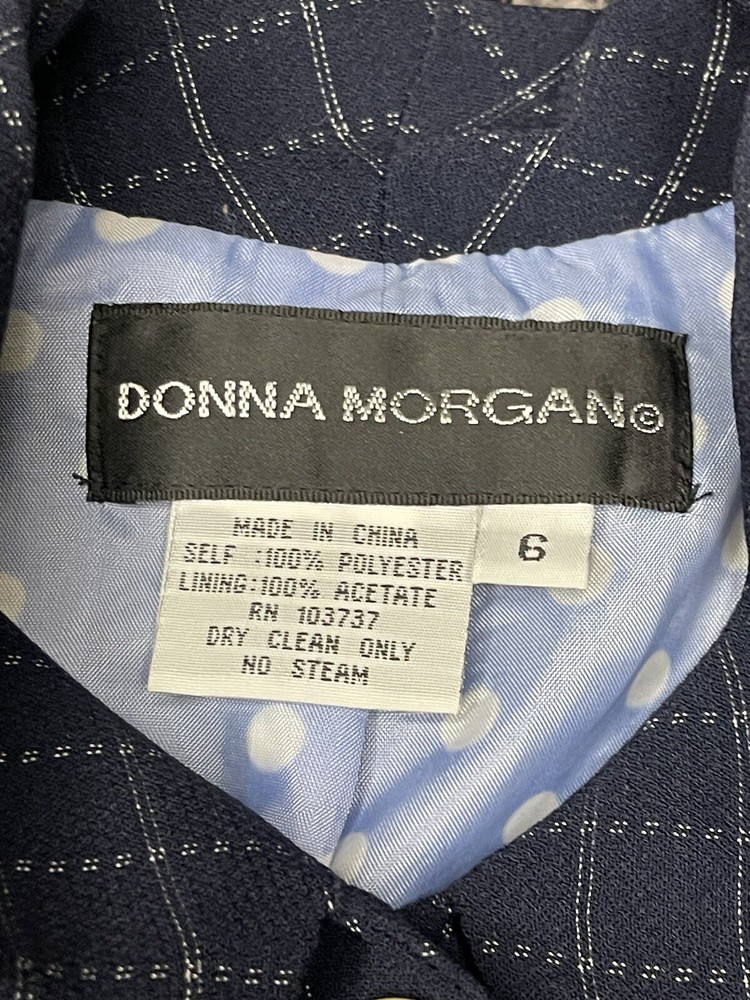 DONNA MORGAN©
MADE IN CHINA
SELF :100% POLYESTER
LINING:100% ACETATE
RN 103737
DRY CLEAN ONLY
NO STEAM
6